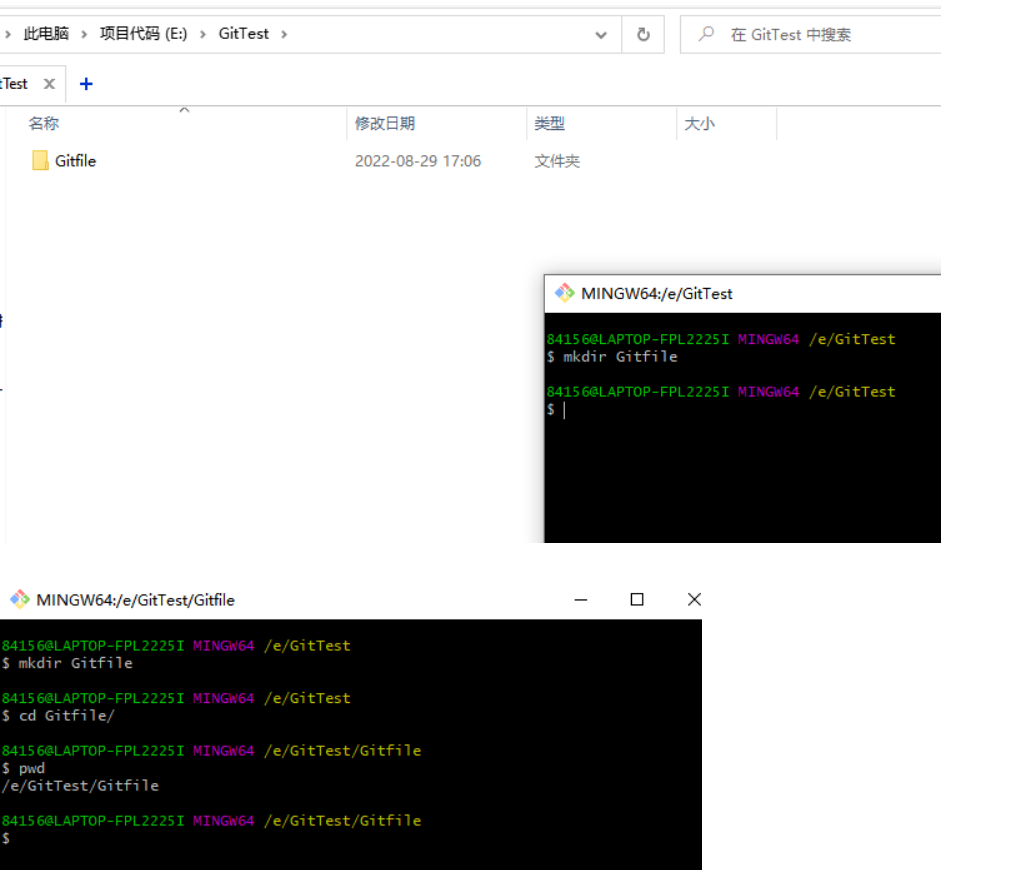 › 此电脑 › 项目代码 (E:) › GitTest ›
在 GitTest 中搜索
tTest × +
名称 修改日期 类型 大小
Gitfile 2022-08-29 17:06 文件夹
MINGW64:/e/GitTest
84156@LAPTOP-FPL2225I MINGW64 /e/GitTest
$ mkdir Gitfile
84156@LAPTOP-FPL2225I MINGW64 /e/GitTest
$
MINGW64:/e/GitTest/Gitfile
84156@LAPTOP-FPL2225I MINGW64 /e/GitTest
$ mkdir Gitfile
84156@LAPTOP-FPL2225I MINGW64 /e/GitTest
$ cd Gitfile/
84156@LAPTOP-FPL2225I MINGW64 /e/GitTest/Gitfile
$ pwd
/e/GitTest/Gitfile
84156@LAPTOP-FPL2225I MINGW64 /e/GitTest/Gitfile
$